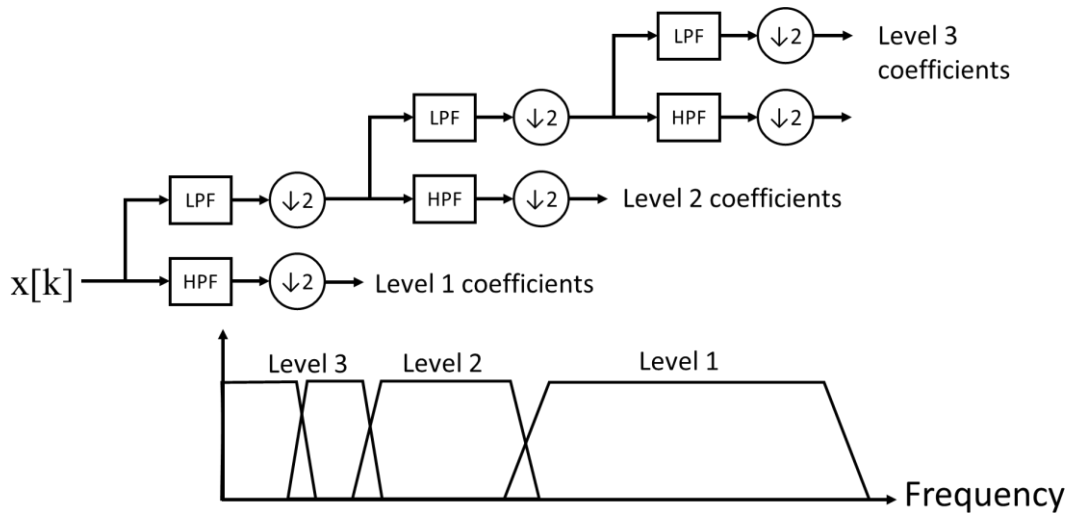 LPF
↓2
Level 3
coefficients
LPF
↓2
HPF
↓2
LPF
↓2
HPF
↓2
Level 2 coefficients
x[k]
HPF
↓2
Level 1 coefficients
Level 3
Level 2
Level 1
Frequency